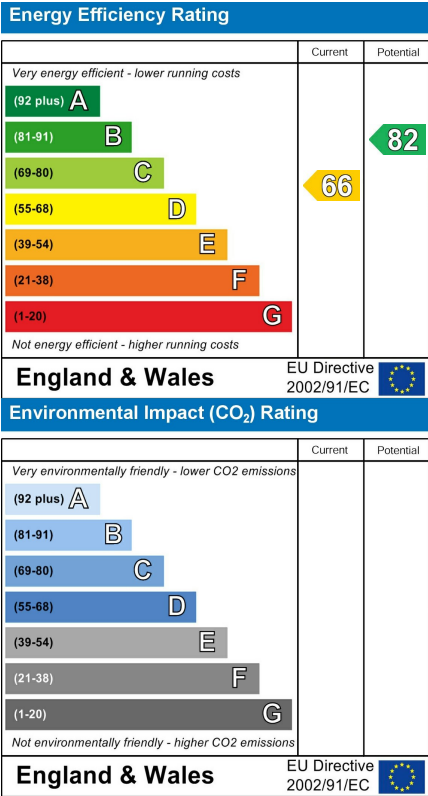 Energy Efficiency Rating
Current Potential
Very energy efficient - lower running costs
(92 plus) A
(81-91) B
82
(69-80) C
66
(55-68) D
(39-54) E
(21-38) F
(1-20) G
Not energy efficient - higher running costs
England & Wales
EU Directive
2002/91/EC
Environmental Impact (CO₂) Rating
Current Potential
Very environmentally friendly - lower CO2 emissions
(92 plus) A
(81-91) B
(69-80) C
(55-68) D
(39-54) E
(21-38) F
(1-20) G
Not environmentally friendly - higher CO2 emissions
England & Wales
EU Directive
2002/91/EC